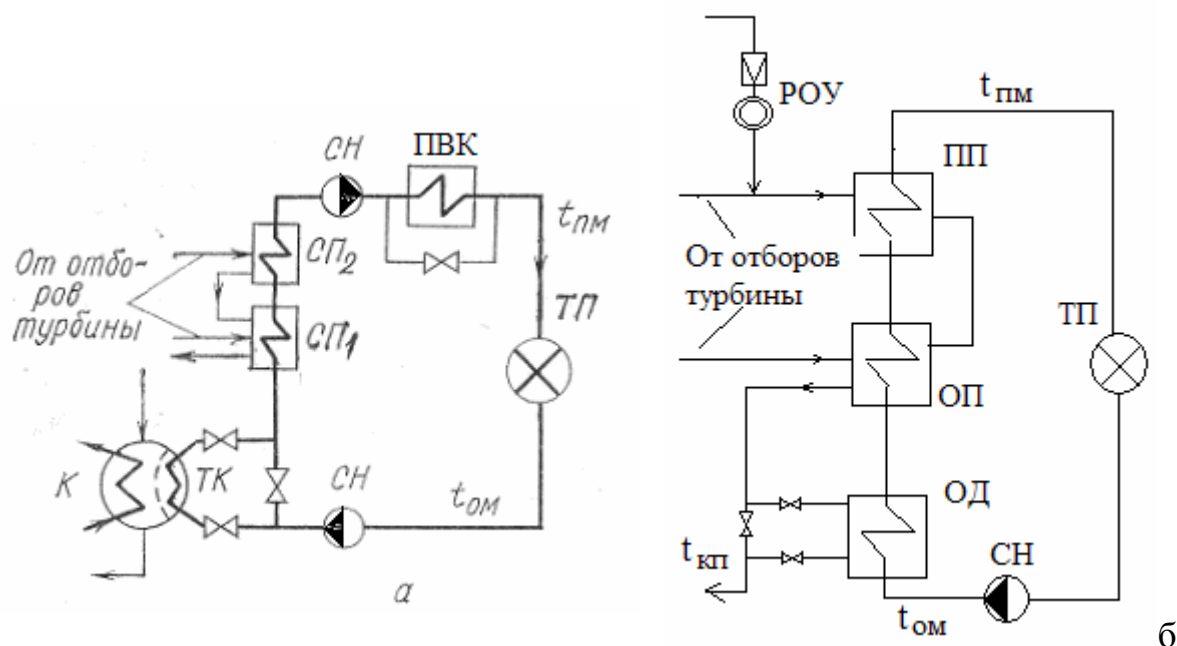 СН
ПВК
tпм
СП2
От отбо-
ров
турбины
СП1
ТП
К
ТК
СН
tом
а
РОУ
tпм
ПП
От отборов
турбины
ТП
ОП
ОД
tкп
СН
tом
б